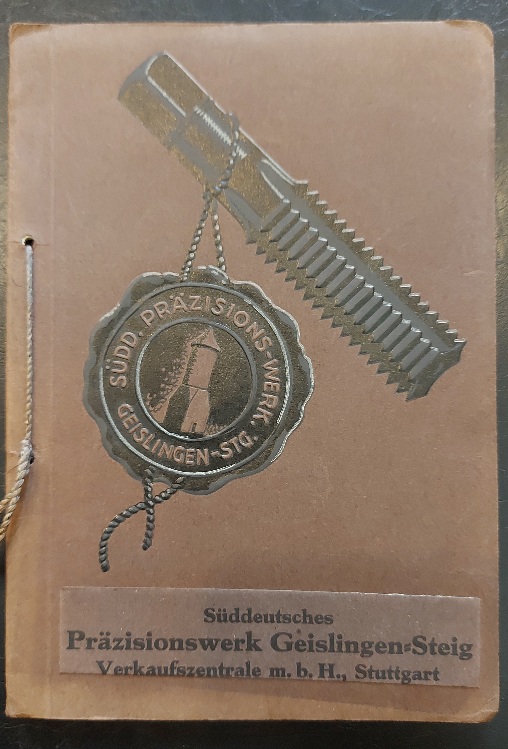 SÜDD. PRÄZISIONS-WERK.
GEISLINGEN-STG.
Süddeutsches
Präzisionswerk Geislingen=Steig
Verkaufszentrale m. b. H., Stuttgart